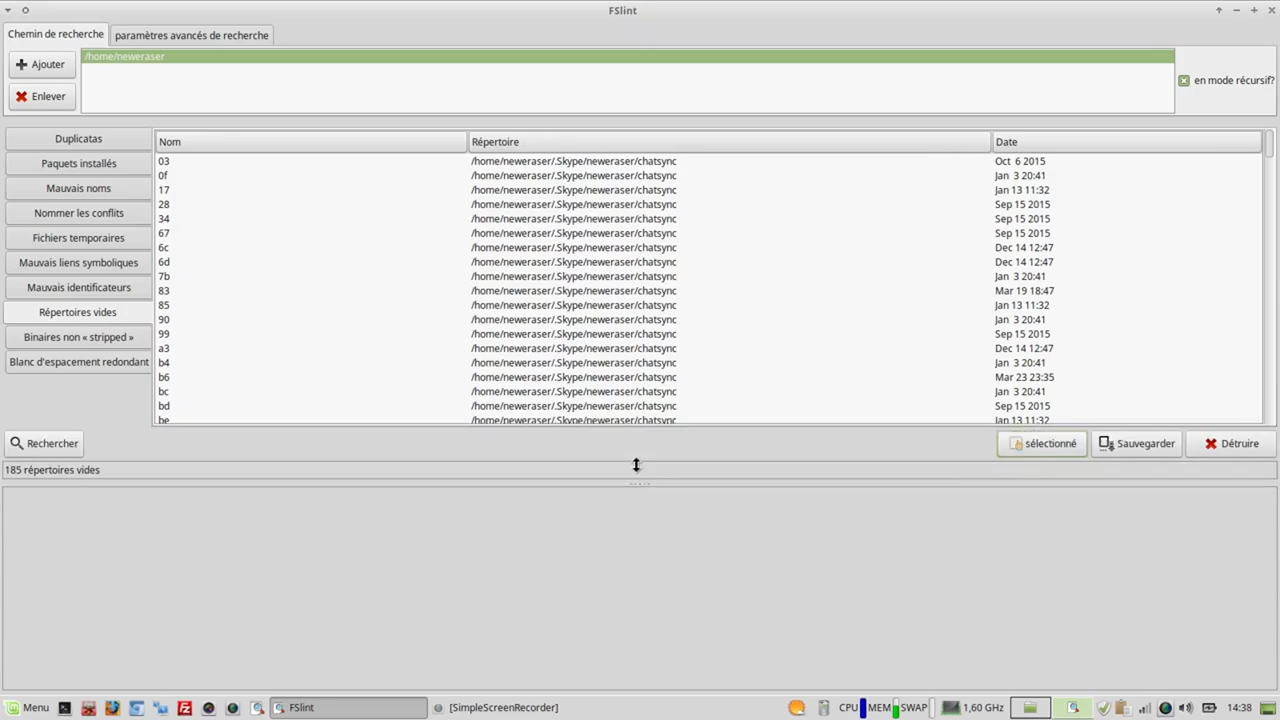 FSlint
Chemin de recherche paramètres avancés de recherche
Ajouter
/home/neweraser
en mode récursif?
Enlever
Duplicatas
Paquets installés
Mauvais noms
Nommer les conflits
Fichiers temporaires
Mauvais liens symboliques
Mauvais identificateurs
Répertoires vides
Binaires non « stripped »
Blanc d'espacement redondant
Nom Répertoire Date
03 /home/neweraser/.Skype/neweraser/chatsync Oct 6 2015
0f /home/neweraser/.Skype/neweraser/chatsync Jan 3 20:41
17 /home/neweraser/.Skype/neweraser/chatsync Jan 13 11:32
28 /home/neweraser/.Skype/neweraser/chatsync Sep 15 2015
34 /home/neweraser/.Skype/neweraser/chatsync Sep 15 2015
67 /home/neweraser/.Skype/neweraser/chatsync Sep 15 2015
6c /home/neweraser/.Skype/neweraser/chatsync Dec 14 12:47
6d /home/neweraser/.Skype/neweraser/chatsync Dec 14 12:47
7b /home/neweraser/.Skype/neweraser/chatsync Jan 3 20:41
83 /home/neweraser/.Skype/neweraser/chatsync Mar 19 18:47
85 /home/neweraser/.Skype/neweraser/chatsync Jan 13 11:32
90 /home/neweraser/.Skype/neweraser/chatsync Jan 3 20:41
99 /home/neweraser/.Skype/neweraser/chatsync Sep 15 2015
a3 /home/neweraser/.Skype/neweraser/chatsync Dec 14 12:47
b4 /home/neweraser/.Skype/neweraser/chatsync Jan 3 20:41
b6 /home/neweraser/.Skype/neweraser/chatsync Mar 23 23:35
bc /home/neweraser/.Skype/neweraser/chatsync Jan 3 20:41
bd /home/neweraser/.Skype/neweraser/chatsync Sep 15 2015
be /home/neweraser/.Skype/neweraser/chatsync Jan 13 11:32
Rechercher sélectionné Sauvegarder Détruire
185 répertoires vides
Menu FSlint [SimpleScreenRecorder] CPU MEM SWAP 1,60 GHz 14:38